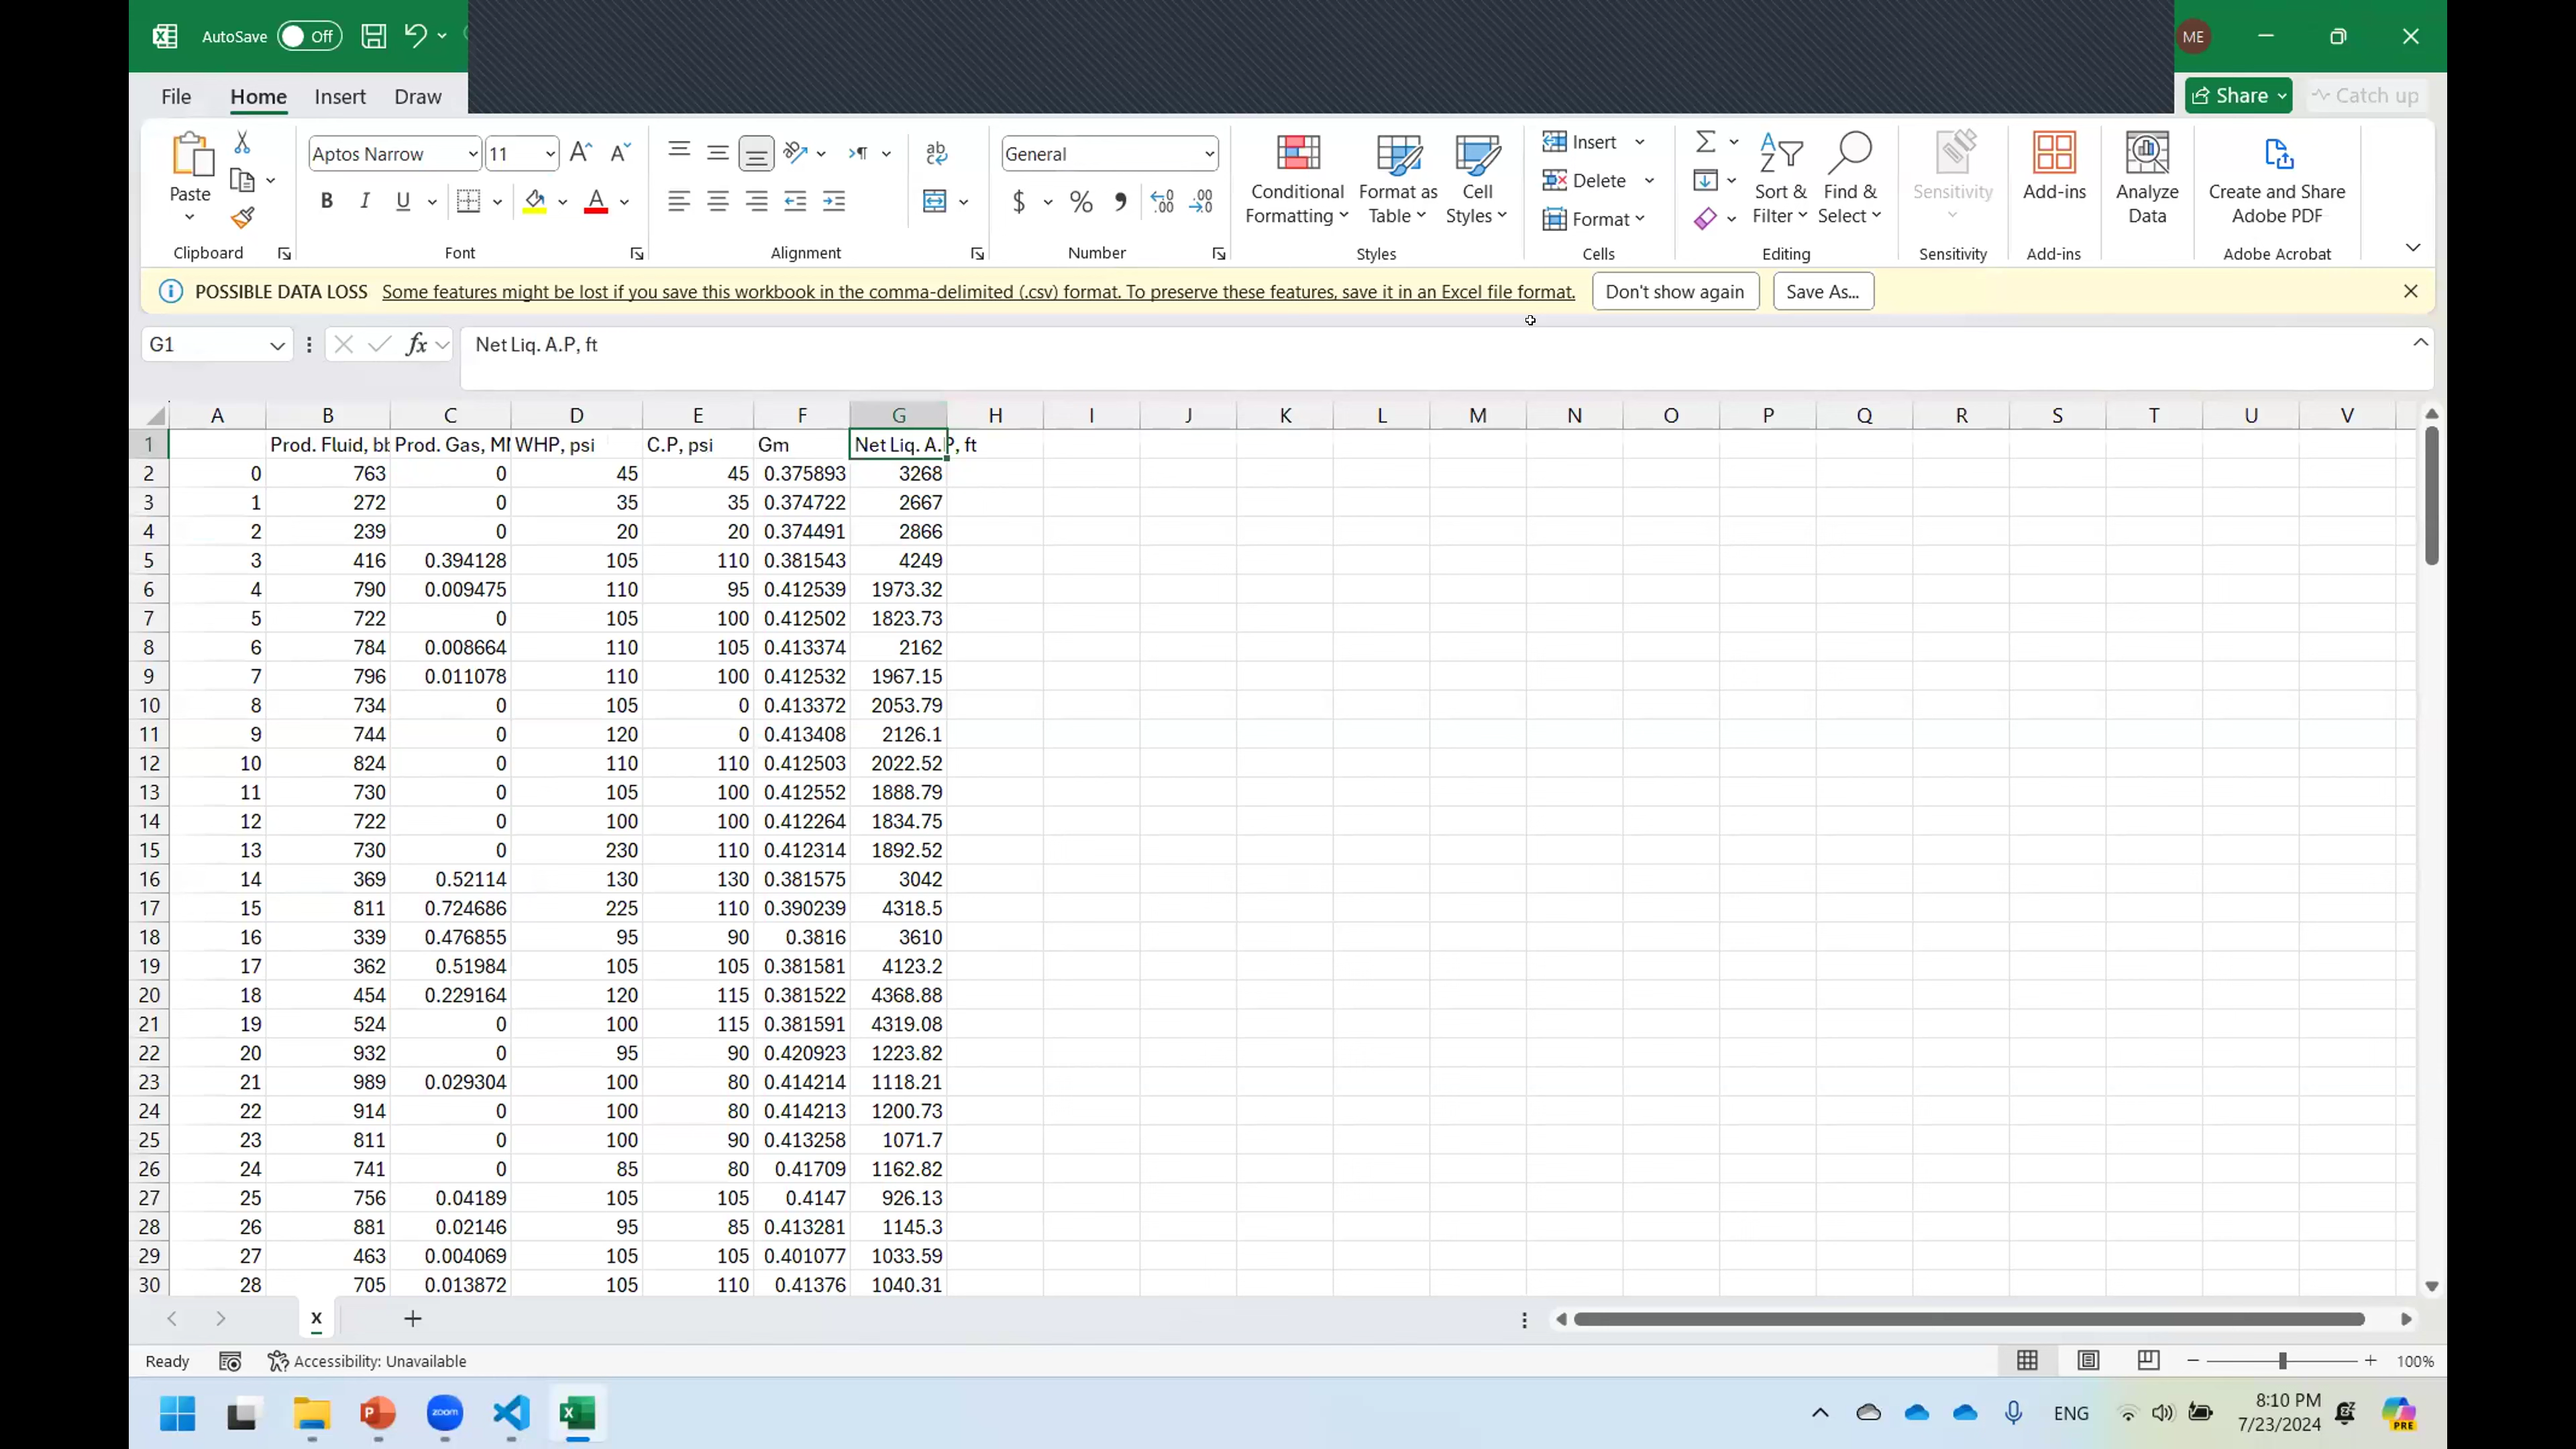 AutoSave Off
ME
File Home Insert Draw
Share Catch up
Paste
Clipboard
Aptos Narrow 11
B I U
Font
ab
Alignment
General
$ % 9
Number
Conditional Formatting
Format as Table
Cell Styles
Styles
Insert
Delete
Format
Cells
Sort & Filter
Find & Select
Editing
Sensitivity
Sensitivity
Add-ins
Add-ins
Analyze Data
Create and Share Adobe PDF
Adobe Acrobat
POSSIBLE DATA LOSS Some features might be lost if you save this workbook in the comma-delimited (.csv) format. To preserve these features, save it in an Excel file format. Don't show again Save As...
G1 fx Net Liq. A.P, ft
A B C D E F G H I J K L M N O P Q R S T U V
1 Prod. Fluid, bb Prod. Gas, MM WHP, psi C.P, psi Gm Net Liq. A.P, ft
2 0 763 0 45 45 0.375893 3268
3 1 272 0 35 35 0.374722 2667
4 2 239 0 20 20 0.374491 2866
5 3 416 0.394128 105 110 0.381543 4249
6 4 790 0.009475 110 95 0.412539 1973.32
7 5 722 0 105 100 0.412502 1823.73
8 6 784 0.008664 110 105 0.413374 2162
9 7 796 0.011078 110 100 0.412532 1967.15
10 8 734 0 105 0 0.413372 2053.79
11 9 744 0 120 0 0.413408 2126.1
12 10 824 0 110 110 0.412503 2022.52
13 11 730 0 105 100 0.412552 1888.79
14 12 722 0 100 100 0.412264 1834.75
15 13 730 0 230 110 0.412314 1892.52
16 14 369 0.52114 130 130 0.381575 3042
17 15 811 0.724686 225 110 0.390239 4318.5
18 16 339 0.476855 95 90 0.3816 3610
19 17 362 0.51984 105 105 0.381581 4123.2
20 18 454 0.229164 120 115 0.381522 4368.88
21 19 524 0 100 115 0.381591 4319.08
22 20 932 0 95 90 0.420923 1223.82
23 21 989 0.029304 100 80 0.414214 1118.21
24 22 914 0 100 80 0.414213 1200.73
25 23 811 0 100 90 0.413258 1071.7
26 24 741 0 85 80 0.41709 1162.82
27 25 756 0.04189 105 105 0.4147 926.13
28 26 881 0.02146 95 85 0.413281 1145.3
29 27 463 0.004069 105 105 0.401077 1033.59
30 28 705 0.013872 105 110 0.41376 1040.31
X
Ready Accessibility: Unavailable 100%
zoom
ENG
8:10 PM
7/23/2024
PRE